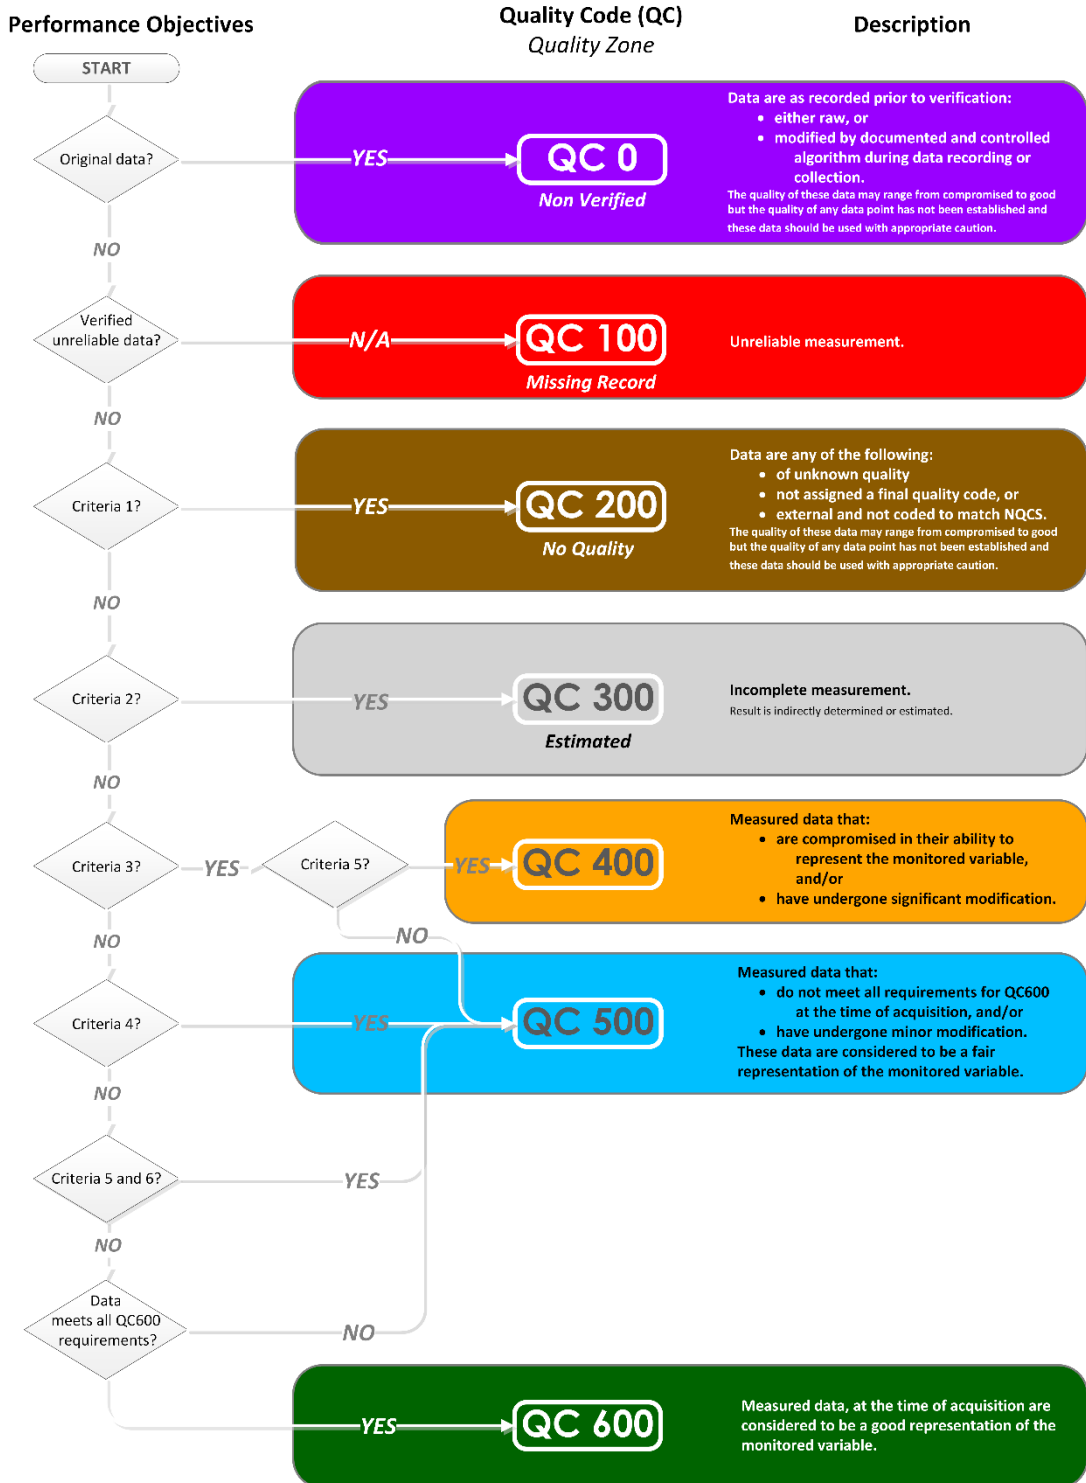 Performance Objectives
Quality Code (QC)
Quality Zone
Description
START
Original data?
YES
QC 0
Non Verified
Data are as recorded prior to verification:
• either raw, or
• modified by documented and controlled
algorithm during data recording or
collection.
The quality of these data may range from compromised to good
but the quality of any data point has not been established and
these data should be used with appropriate caution.
NO
Verified
unreliable data?
N/A
QC 100
Missing Record
Unreliable measurement.
NO
Criteria 1?
YES
QC 200
No Quality
Data are any of the following:
• of unknown quality
• not assigned a final quality code, or
• external and not coded to match NQCS.
The quality of these data may range from compromised to good
but the quality of any data point has not been established and
these data should be used with appropriate caution.
NO
Criteria 2?
YES
QC 300
Estimated
Incomplete measurement.
Result is indirectly determined or estimated.
NO
Criteria 3?
YES
Criteria 5?
YES
QC 400
Measured data that:
• are compromised in their ability to
represent the monitored variable,
and/or
• have undergone significant modification.
NO
NO
Criteria 4?
YES
QC 500
Measured data that:
• do not meet all requirements for QC600
at the time of acquisition, and/or
• have undergone minor modification.
These data are considered to be a fair
representation of the monitored variable.
NO
Criteria 5 and 6?
YES
NO
Data
meets all QC600
requirements?
NO
YES
QC 600
Measured data, at the time of acquisition are
considered to be a good representation of the
monitored variable.